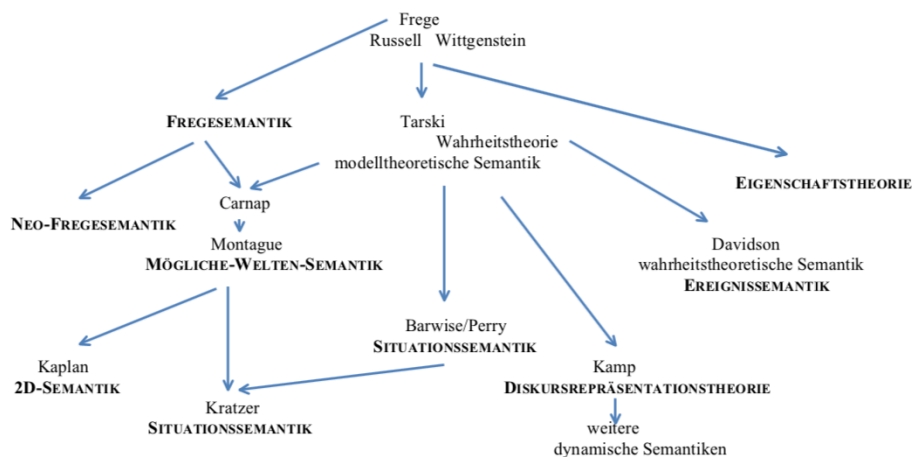 Frege
Russell Wittgenstein
FREGESEMANTIK
Tarski
Wahrheitstheorie
modelltheoretische Semantik
EIGENSCHAFTSTHEORIE
Carnap
NEO-FREGESEMANTIK
Montague
MÖGLICHE-WELTEN-SEMANTIK
Davidson
wahrheitstheoretische Semantik
EREIGNISSEMANTIK
Barwise/Perry
SITUATIONSSEMANTIK
Kaplan
2D-SEMANTIK
Kamp
DISKURSREPRÄSENTATIONSTHEORIE
Kratzer
SITUATIONSSEMANTIK
weitere
dynamische Semantiken